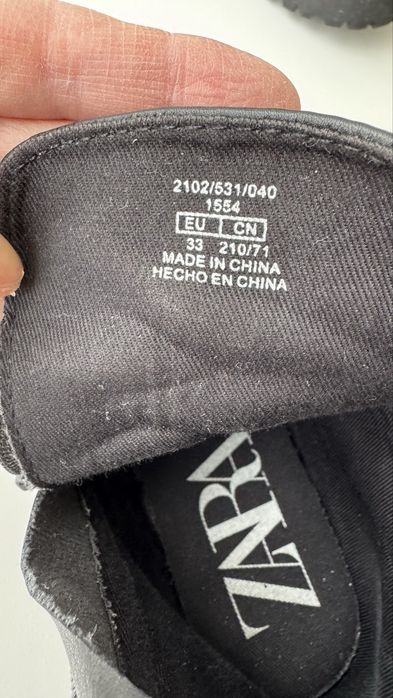 2102/531/040
1554
EU CN
33 210/71
MADE IN CHINA
HECHO EN CHINA
ZARA